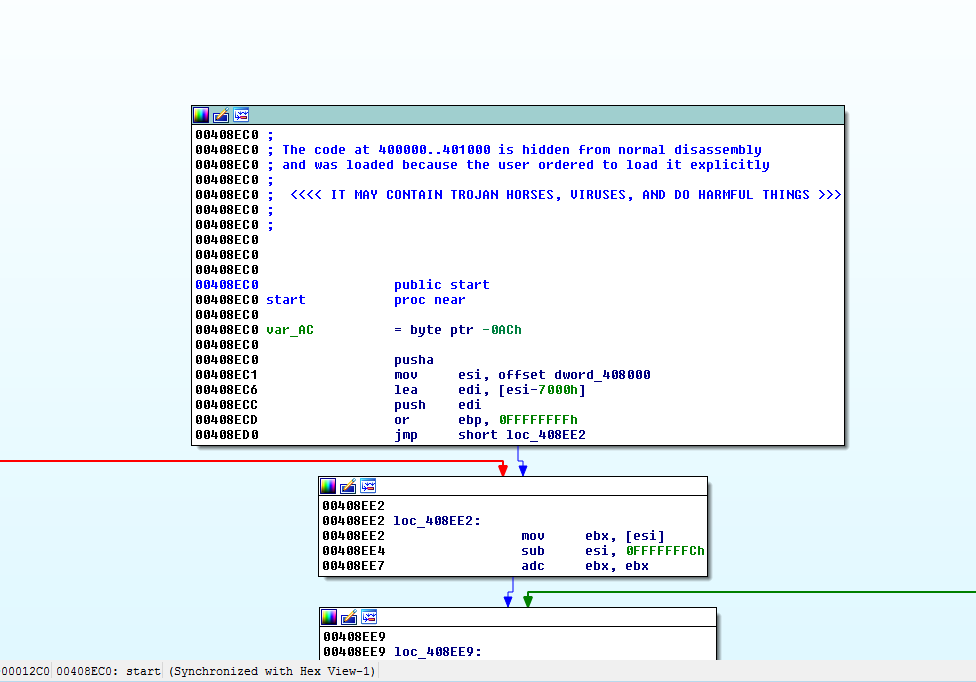 00408EC0 ;
00408EC0 ; The code at 400000..401000 is hidden from normal disassembly
00408EC0 ; and was loaded because the user ordered to load it explicitly
00408EC0 ;
00408EC0 ;  <<<< IT MAY CONTAIN TROJAN HORSES, VIRUSES, AND DO HARMFUL THINGS >>>
00408EC0 ;
00408EC0 ;
00408EC0
00408EC0
00408EC0
00408EC0 public start
00408EC0 start proc near
00408EC0
00408EC0 var_AC = byte ptr -0ACh
00408EC0
00408EC0 pusha
00408EC1 mov esi, offset dword_408000
00408EC6 lea edi, [esi-7000h]
00408ECC push edi
00408ECD or ebp, 0FFFFFFFFh
00408ED0 jmp short loc_408EE2
00408EE2
00408EE2 loc_408EE2:
00408EE2 mov ebx, [esi]
00408EE4 sub esi, 0FFFFFFFCh
00408EE7 adc ebx, ebx
00408EE9
00408EE9 loc_408EE9:
00012C0 00408EC0: start (Synchronized with Hex View-1)